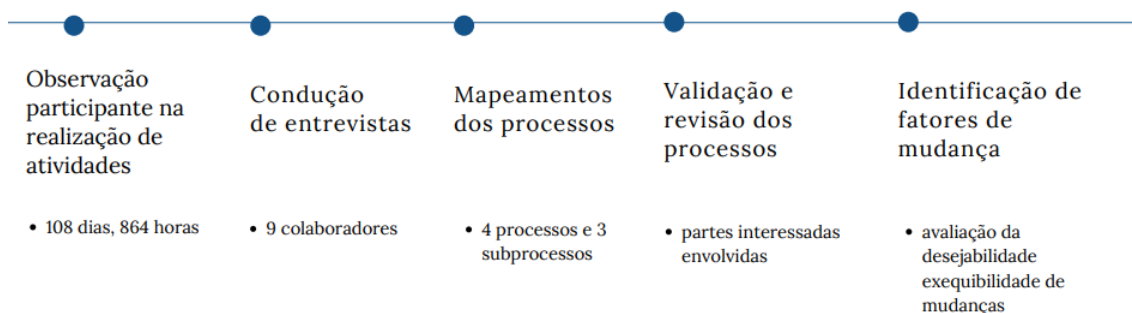 Observação
participante na
realização de
atividades
• 108 dias, 864 horas
Condução
de entrevistas
• 9 colaboradores
Mapeamentos
dos processos
• 4 processos e 3
subprocessos
Validação e
revisão dos
processos
• partes interessadas
envolvidas
Identificação de
fatores de
mudança
• avaliação da
desejabilidade
exequibilidade de
mudanças